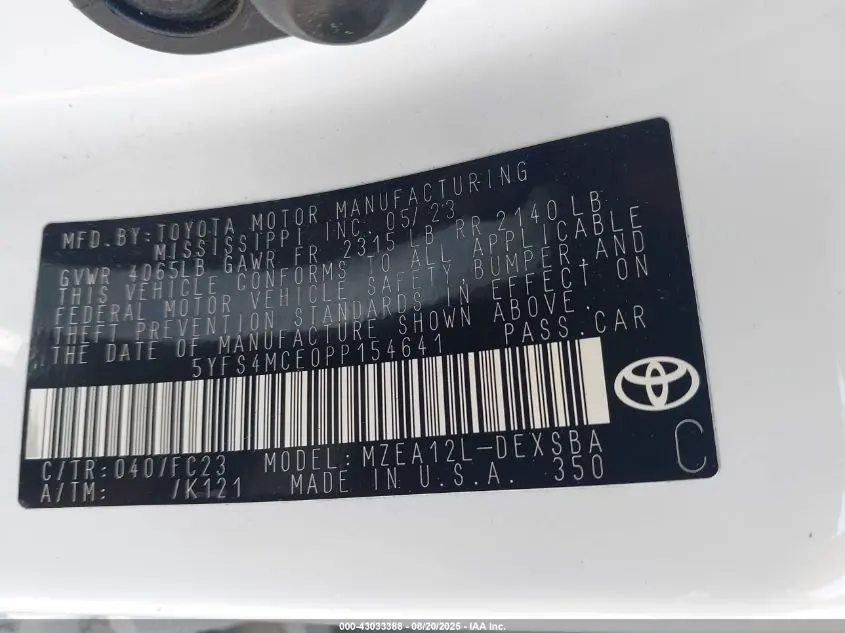 MFD. BY: TOYOTA MOTOR MANUFACTURING
MISSISSIPPI, INC. 05/23
GVWR 4065LB GAWR FR 2315 LB RR 2140 LB
THIS VEHICLE CONFORMS TO ALL APPLICABLE
FEDERAL MOTOR VEHICLE SAFETY, BUMPER, AND
THEFT PREVENTION STANDARDS IN EFFECT ON
THE DATE OF MANUFACTURE SHOWN ABOVE.
5YFS4MCE0PP154641 PASS. CAR
C/TR: 040/FC23 MODEL: MZEA12L-DEXSBA
A/TM: /K121 MADE IN U.S.A. 350
C
000-43033388 - 08/20/2025 - IAA Inc.